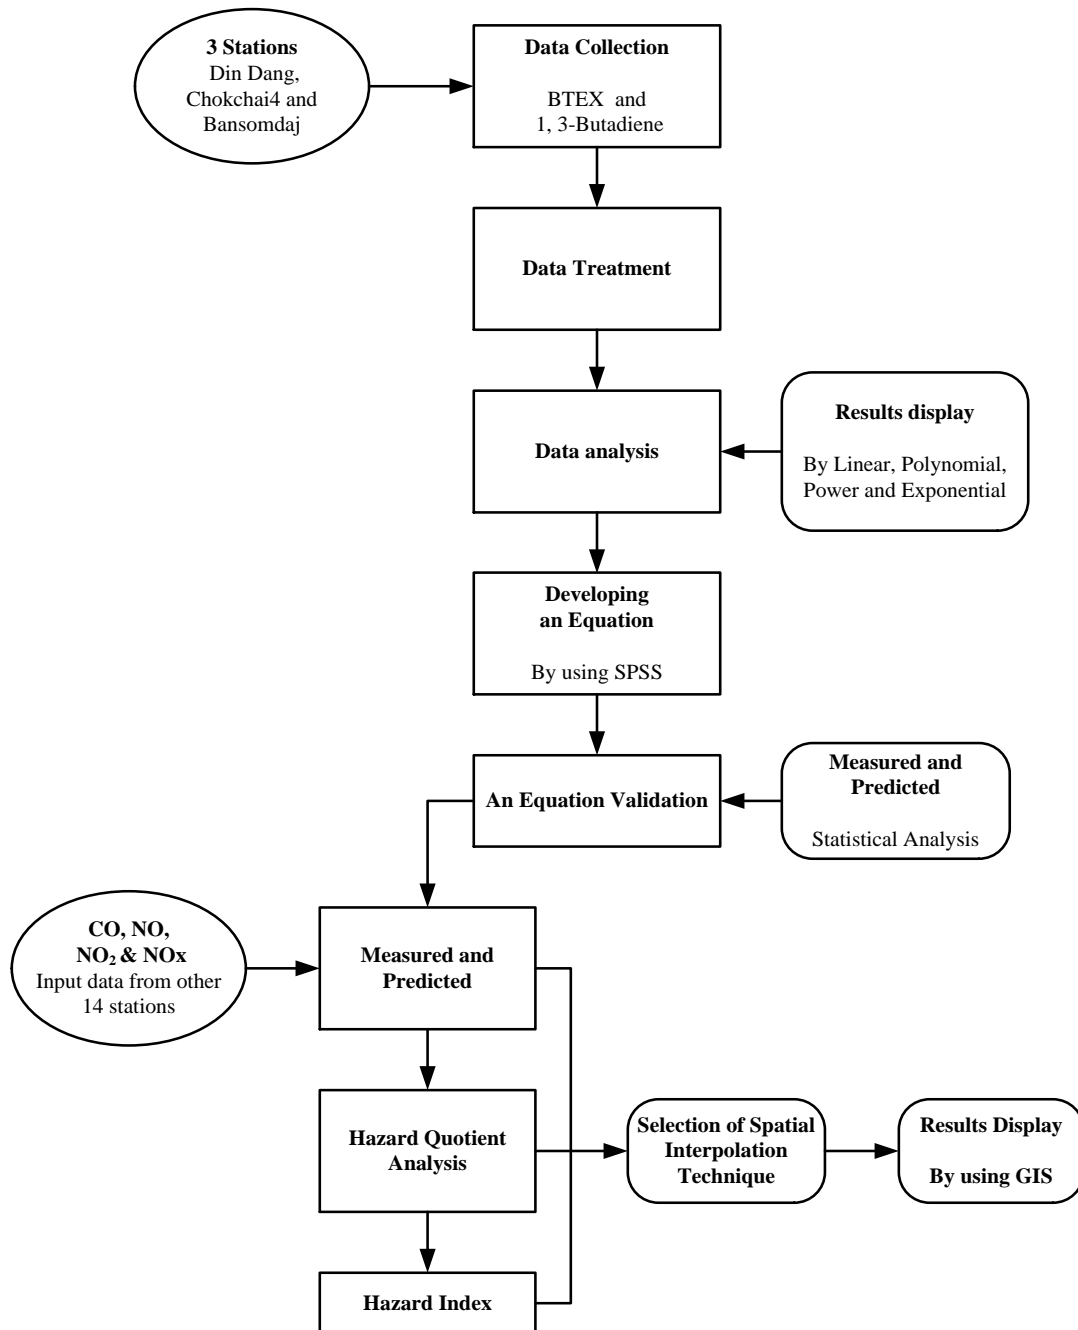 3 Stations
Din Dang,
Chokchai4 and
Bansomdaj
Data Collection
BTEX and
1, 3-Butadiene
Data Treatment
Data analysis
Results display
By Linear, Polynomial,
Power and Exponential
Developing
an Equation
By using SPSS
An Equation Validation
Measured and
Predicted
Statistical Analysis
CO, NO,
NO₂ & NOx
Input data from other
14 stations
Measured and
Predicted
Hazard Quotient
Analysis
Selection of Spatial
Interpolation
Technique
Results Display
By using GIS
Hazard Index